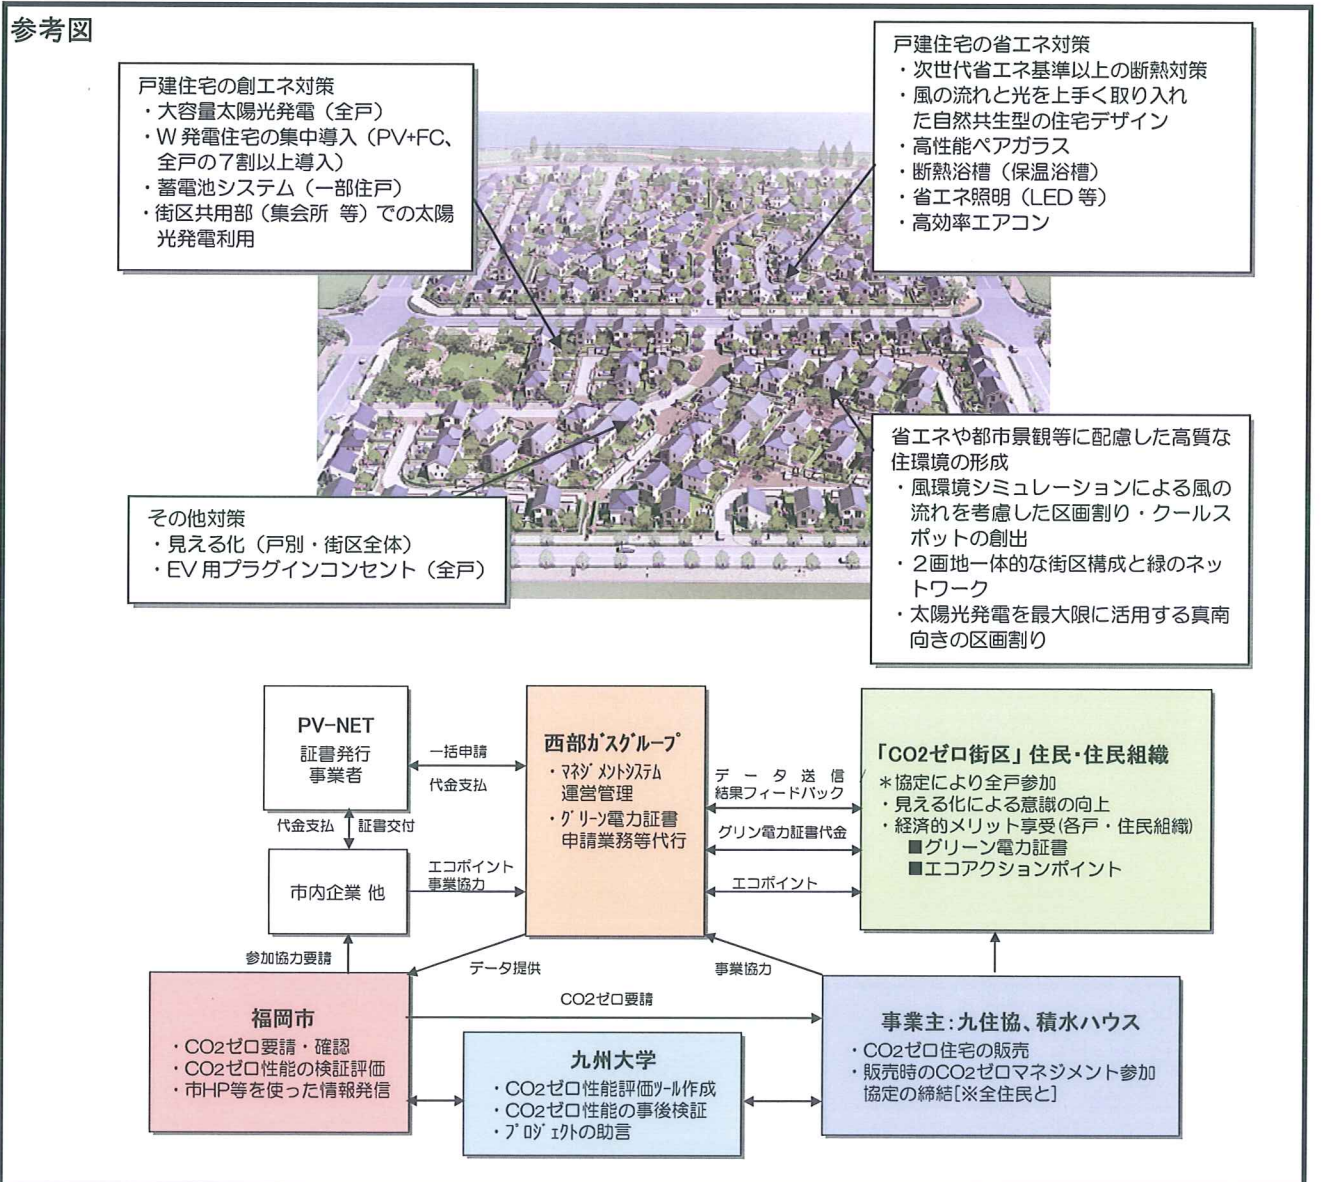 参考図
戸建住宅の創エネ対策
・大容量太陽光発電（全戸）
・W 発電住宅の集中導入（PV+FC、
全戸の７割以上導入）
・蓄電池システム（一部住戸）
・街区共用部（集会所 等）での太陽
光発電利用
戸建住宅の省エネ対策
・次世代省エネ基準以上の断熱対策
・風の流れと光を上手く取り入れ
た自然共生型の住宅デザイン
・高性能ペアガラス
・断熱浴槽（保温浴槽）
・省エネ照明（LED 等）
・高効率エアコン
その他対策
・見える化（戸別・街区全体）
・EV 用プラグインコンセント（全戸）
省エネや都市景観等に配慮した高質な
住環境の形成
・風環境シミュレーションによる風の
流れを考慮した区画割り・クールス
ポットの創出
・２画地一体的な街区構成と緑のネッ
トワーク
・太陽光発電を最大限に活用する真南
向きの区画割り
PV-NET
証書発行
事業者
一括申請
代金支払
西部ｶﾞｽｸﾞﾙｰﾌﾟ
・ﾏﾈｼﾞﾒﾝﾄｼｽﾃﾑ
運営管理
・ｸﾞﾘｰﾝ電力証書
申請業務等代行
データ送信/
結果フィードバック
グリン電力証書代金
エコポイント
「CO2ゼロ街区」住民・住民組織
＊協定により全戸参加
・見える化による意識の向上
・経済的メリット享受(各戸・住民組織)
■グリーン電力証書
■エコアクションポイント
代金支払
証書交付
市内企業 他
エコポイント
事業協力
参加協力要請
データ提供
事業協力
CO2ゼロ要請
福岡市
・CO2ゼロ要請・確認
・CO2ゼロ性能の検証評価
・市HP等を使った情報発信
九州大学
・CO2ゼロ性能評価ﾂｰﾙ作成
・CO2ゼロ性能の事後検証
・ﾌﾟﾛｼﾞｪｸﾄの助言
事業主：九住協、積水ハウス
・CO2ゼロ住宅の販売
・販売時のCO2ゼロマネジメント参加
協定の締結[※全住民と]